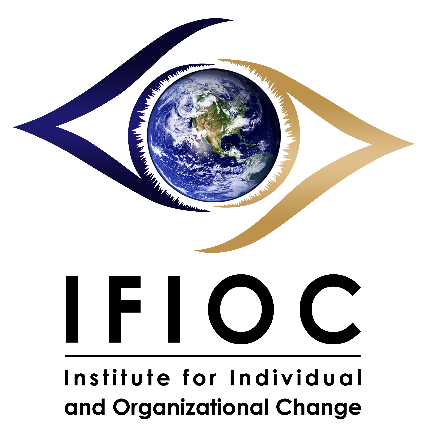 IFIOC
Institute for Individual
and Organizational Change